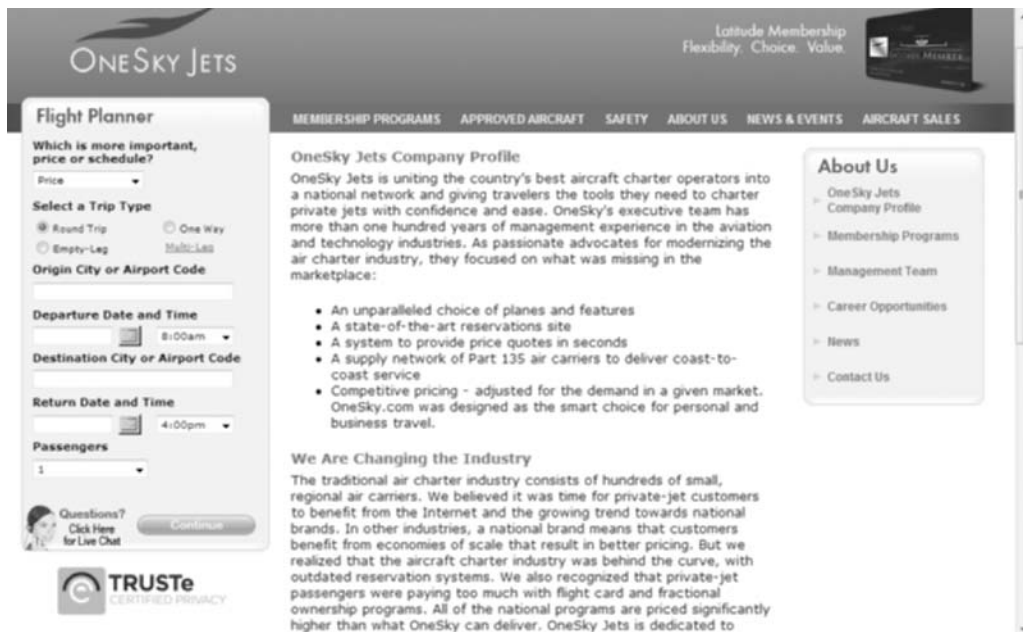 ONESKY JETS
Latitude Membership
Flexibility. Choice. Value.
MEMBERSHIP PROGRAMS APPROVED AIRCRAFT SAFETY ABOUT US NEWS & EVENTS AIRCRAFT SALES
Flight Planner
Which is more important,
price or schedule?
Price
Select a Trip Type
Round Trip One Way
Empty-Leg Multi-Leg
Origin City or Airport Code
Departure Date and Time
8:00am
Destination City or Airport Code
Return Date and Time
4:00pm
Passengers
1
Questions?
Click Here
for Live Chat
Continue
TRUSTe
CERTIFIED PRIVACY
OneSky Jets Company Profile
OneSky Jets is uniting the country's best aircraft charter operators into
a national network and giving travelers the tools they need to charter
private jets with confidence and ease. OneSky's executive team has
more than one hundred years of management experience in the aviation
and technology industries. As passionate advocates for modernizing the
air charter industry, they focused on what was missing in the
marketplace:
• An unparalleled choice of planes and features
• A state-of-the-art reservations site
• A system to provide price quotes in seconds
• A supply network of Part 135 air carriers to deliver coast-to-
coast service
• Competitive pricing - adjusted for the demand in a given market.
OneSky.com was designed as the smart choice for personal and
business travel.
We Are Changing the Industry
The traditional air charter industry consists of hundreds of small,
regional air carriers. We believed it was time for private-jet customers
to benefit from the Internet and the growing trend towards national
brands. In other industries, a national brand means that customers
benefit from economies of scale that result in better pricing. But we
realized that the aircraft charter industry was behind the curve, with
outdated reservation systems. We also recognized that private-jet
passengers were paying too much with flight card and fractional
ownership programs. All of the national programs are priced significantly
higher than what OneSky can deliver. OneSky Jets is dedicated to
About Us
OneSky Jets
Company Profile
Membership Programs
Management Team
Career Opportunities
News
Contact Us